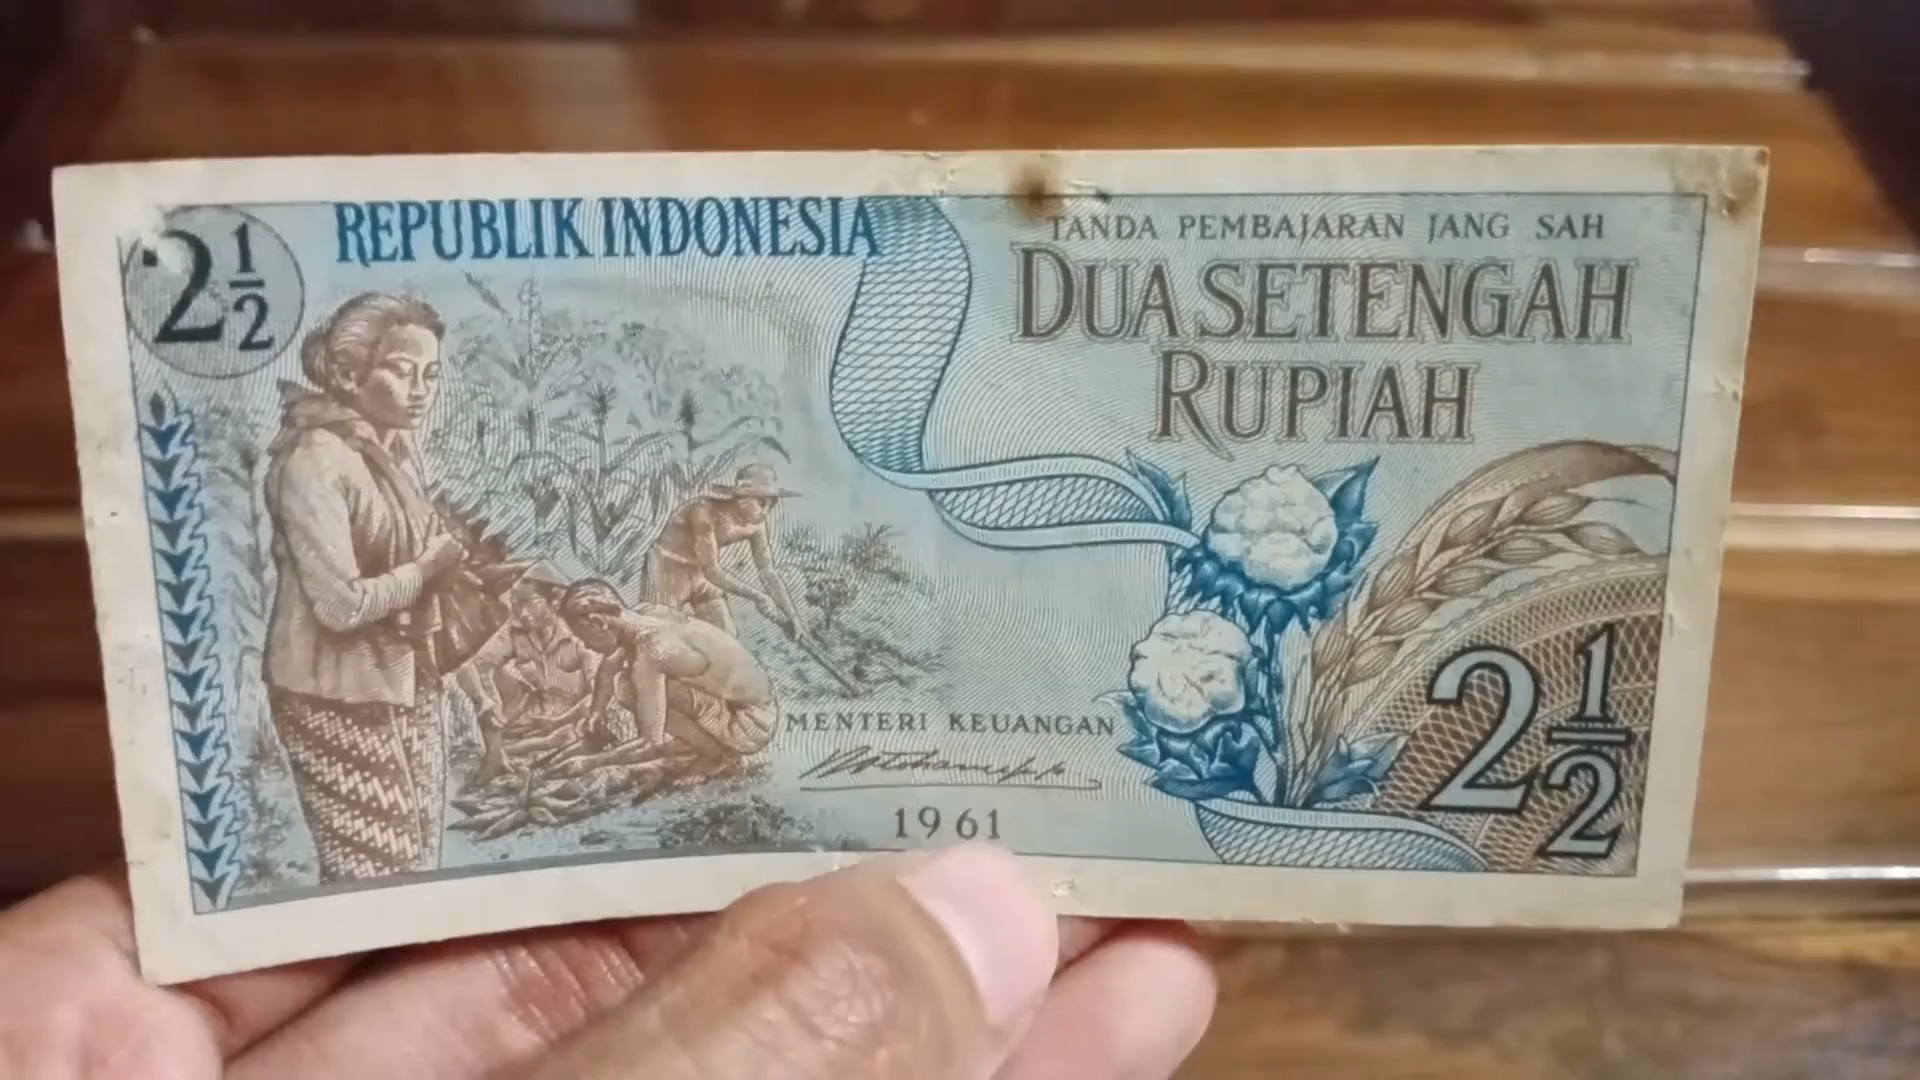 2 1/2
REPUBLIK INDONESIA
TANDA PEMBAJARAN JANG SAH
DUA SETENGAH
RUPIAH
MENTERI KEUANGAN
1961
2 1/2